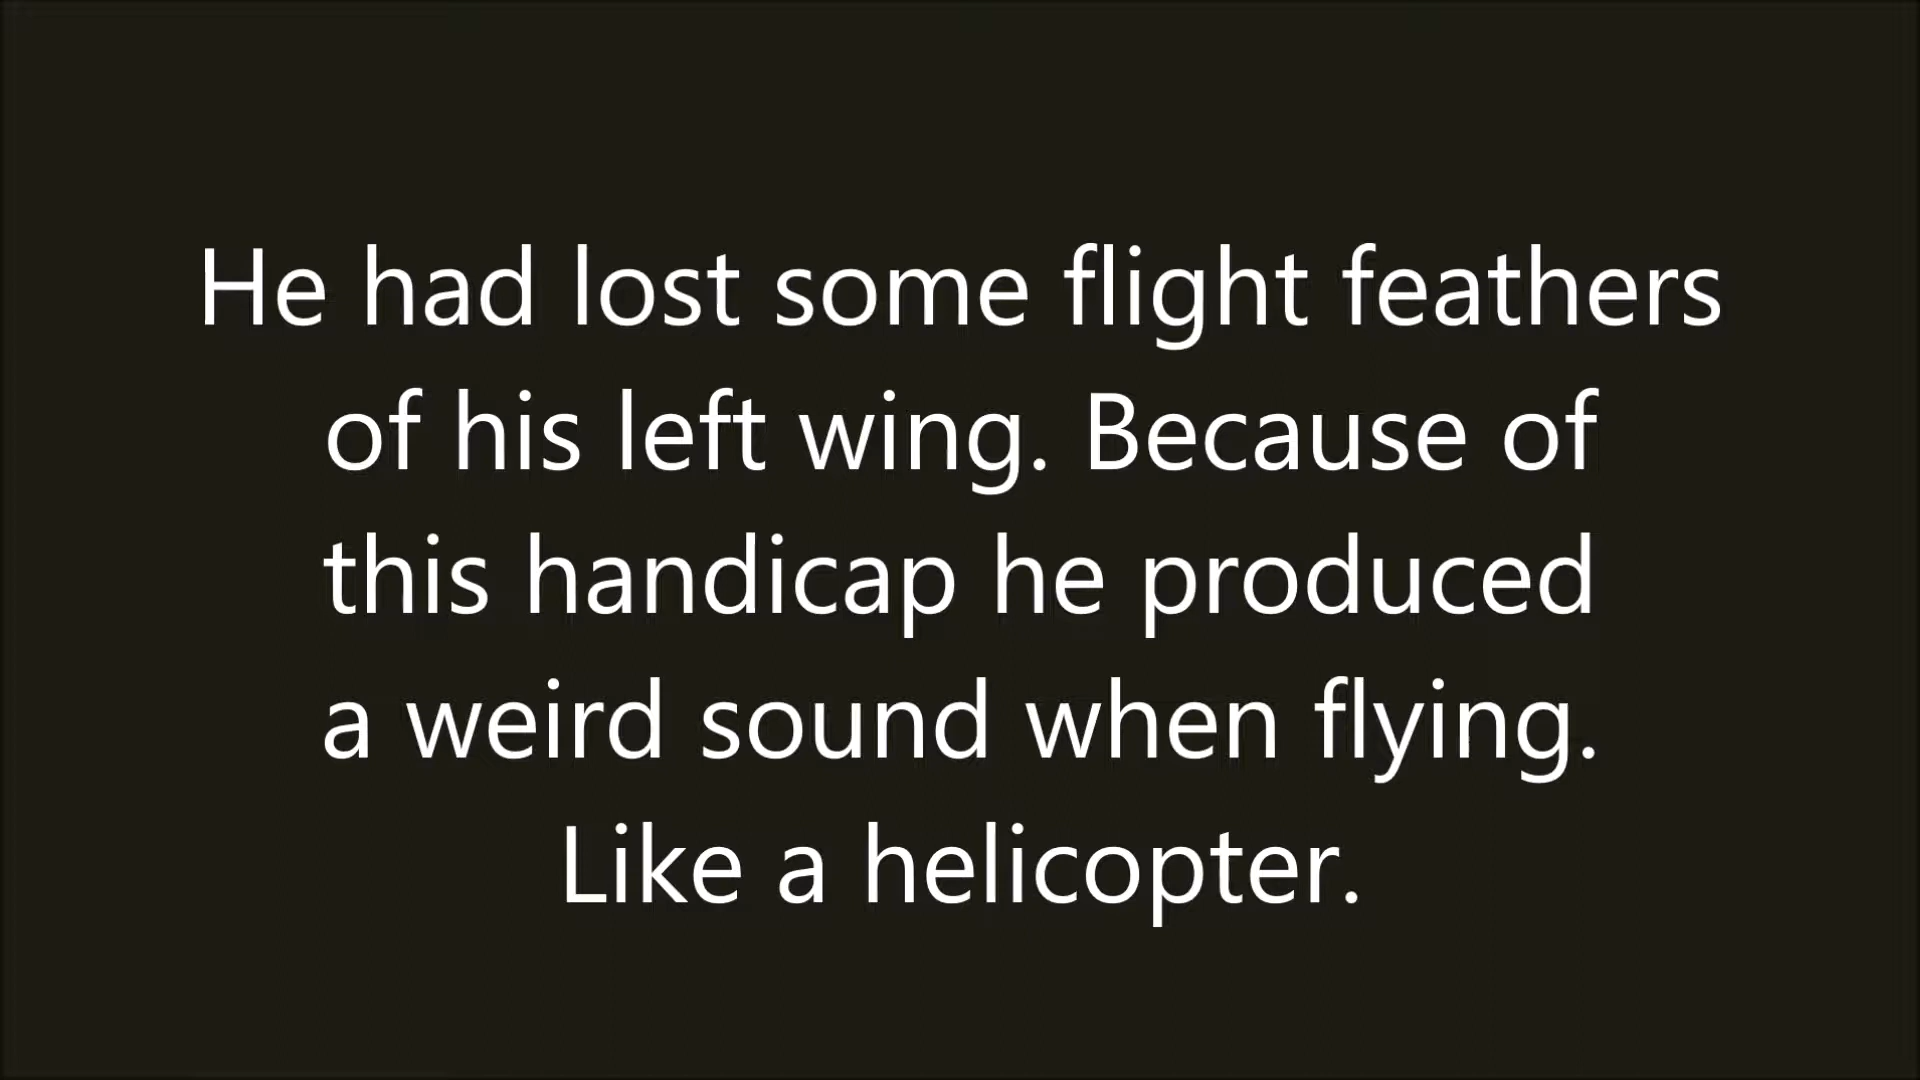 He had lost some flight feathers
of his left wing. Because of
this handicap he produced
a weird sound when flying.
Like a helicopter.